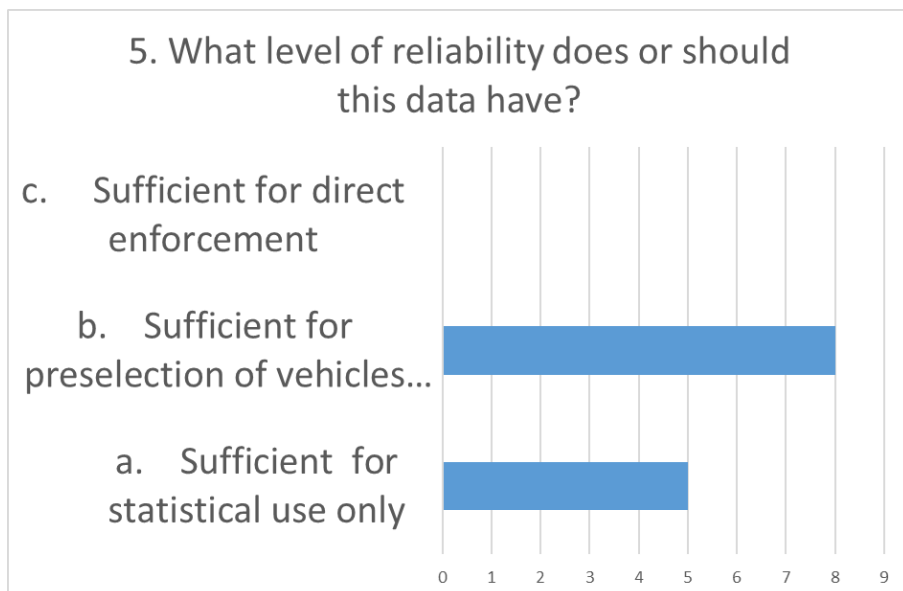 5. What level of reliability does or should
this data have?
c. Sufficient for direct
enforcement
b. Sufficient for
preselection of vehicles...
a. Sufficient for
statistical use only
0 1 2 3 4 5 6 7 8 9